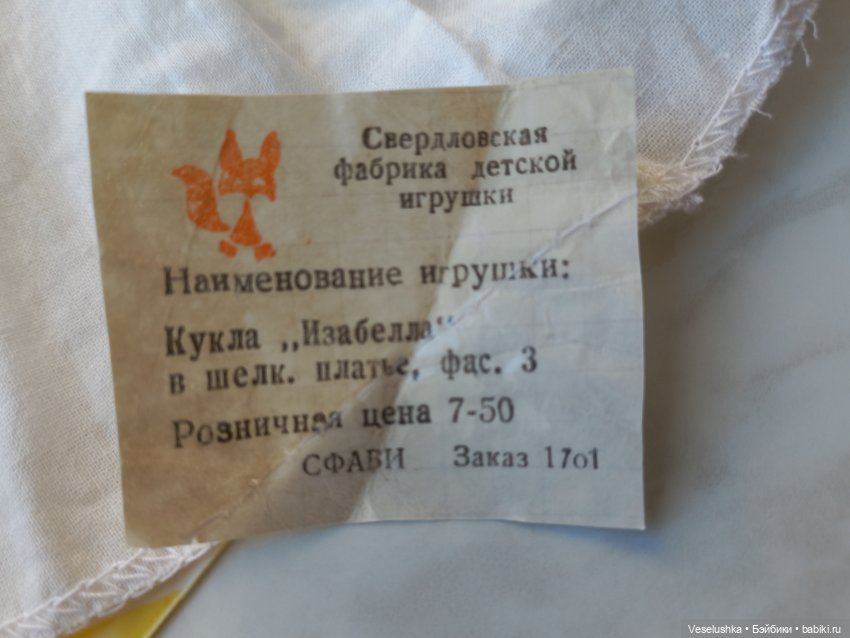 Свердловская
фабрика детской
игрушки
Наименование игрушки:
Кукла „Изабелла“
в шелк. платье, фас. 3
Розничная цена 7-50
СФАБИ Заказ 17о1
Veselushka • Бэйбики • babiki.ru